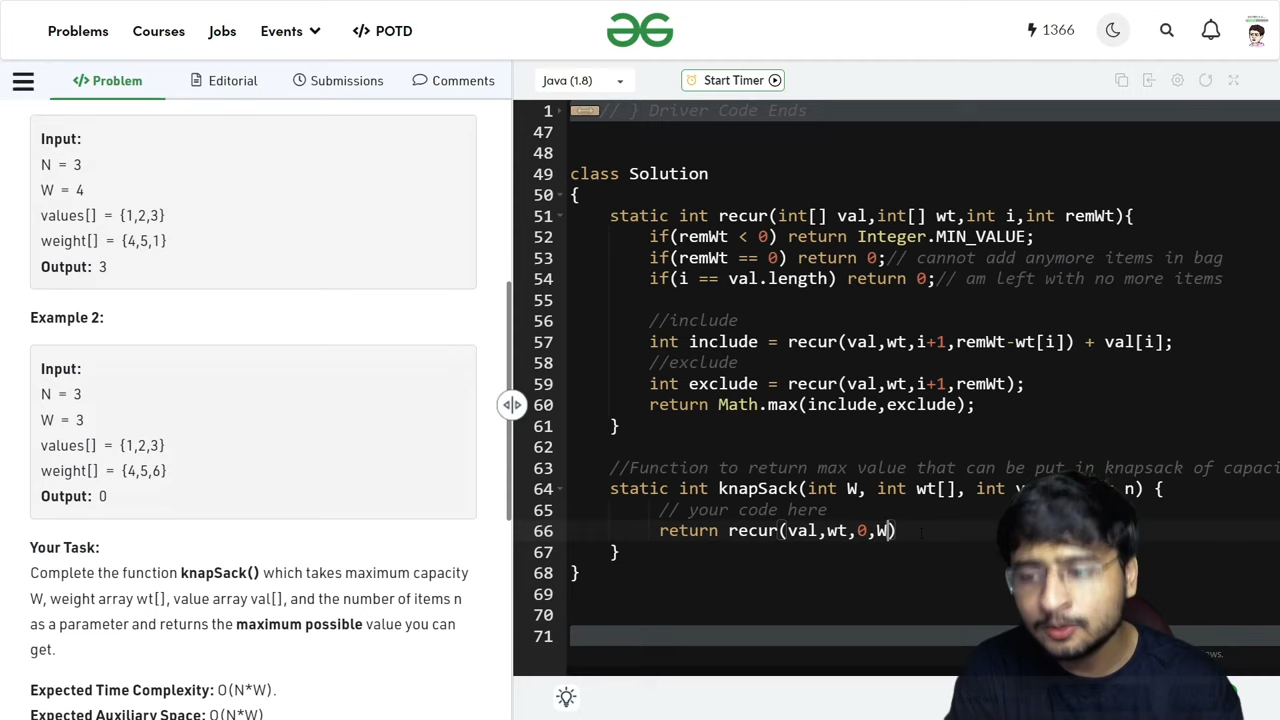 Problems Courses Jobs Events </> POTD 1366
</> Problem Editorial Submissions Comments
Java (1.8) Start Timer
Input:
N = 3
W = 4
values[] = {1,2,3}
weight[] = {4,5,1}
Output: 3
Example 2:
Input:
N = 3
W = 3
values[] = {1,2,3}
weight[] = {4,5,6}
Output: 0
Your Task:
Complete the function knapSack() which takes maximum capacity
W, weight array wt[], value array val[], and the number of items n
as a parameter and returns the maximum possible value you can
get.
Expected Time Complexity: O(N*W).
Expected Auxiliary Space: O(N*W)
1 // } Driver Code Ends
47
48
49 class Solution
50 {
51 static int recur(int[] val,int[] wt,int i,int remWt){
52 if(remWt < 0) return Integer.MIN_VALUE;
53 if(remWt == 0) return 0;// cannot add anymore items in bag
54 if(i == val.length) return 0;// am left with no more items
55
56 //include
57 int include = recur(val,wt,i+1,remWt-wt[i]) + val[i];
58 //exclude
59 int exclude = recur(val,wt,i+1,remWt);
60 return Math.max(include,exclude);
61 }
62
63 //Function to return max value that can be put in knapsack of capaci
64 static int knapSack(int W, int wt[], int n) {
65 // your code here
66 return recur(val,wt,0,W)
67 }
68 }
69
70
71